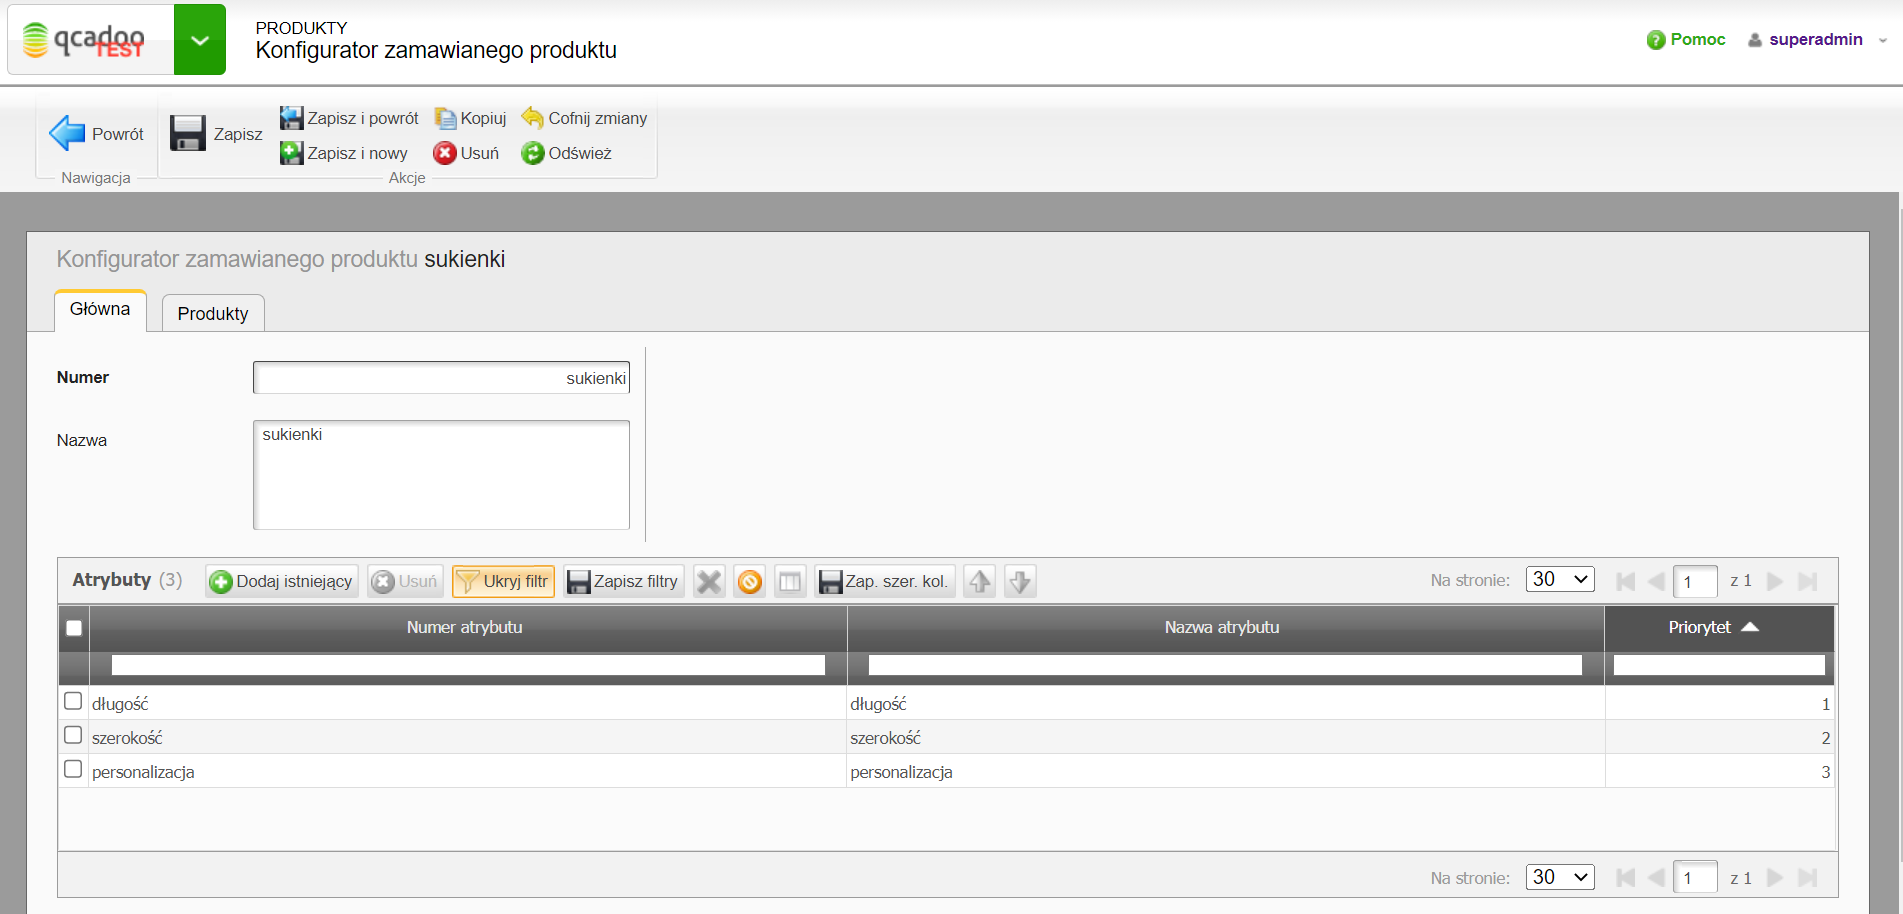 qcadoo
TEST
PRODUKTY
Konfigurator zamawianego produktu
Pomoc
superadmin
Powrót
Nawigacja
Zapisz
Zapisz i powrót
Kopiuj
Cofnij zmiany
Zapisz i nowy
Usuń
Odśwież
Akcje
Konfigurator zamawianego produktu sukienki
Główna
Produkty
Numer
sukienki
Nazwa
sukienki
Atrybuty (3)
Dodaj istniejący
Usuń
Ukryj filtr
Zapisz filtry
Zap. szer. kol.
Na stronie:
30
1
z 1
Numer atrybutu
Nazwa atrybutu
Priorytet
długość
długość
1
szerokość
szerokość
2
personalizacja
personalizacja
3
Na stronie:
30
1
z 1